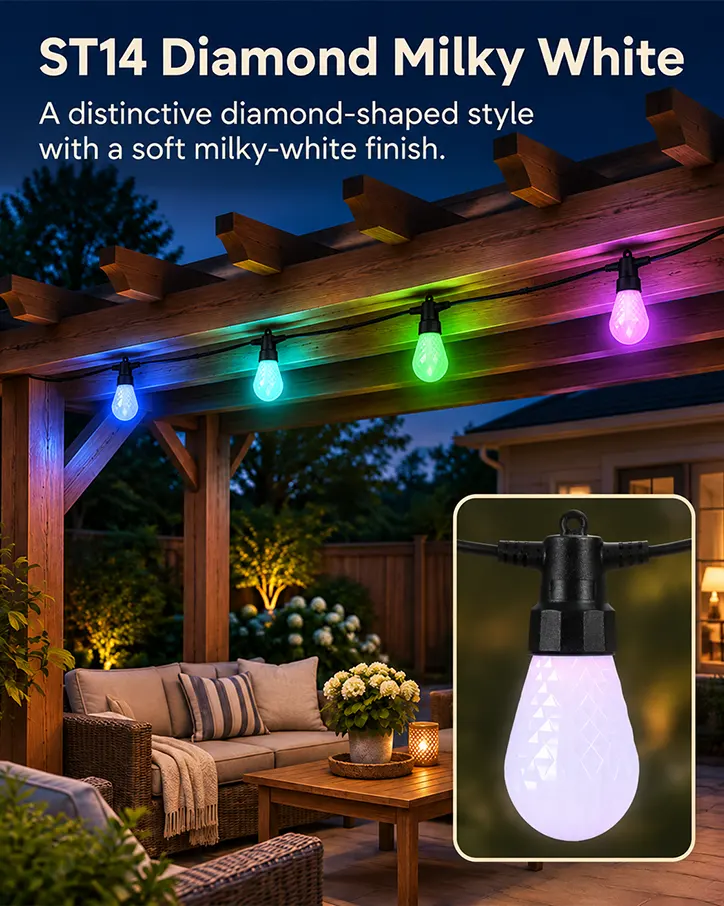 ST14 Diamond Milky White
A distinctive diamond-shaped style
with a soft milky-white finish.